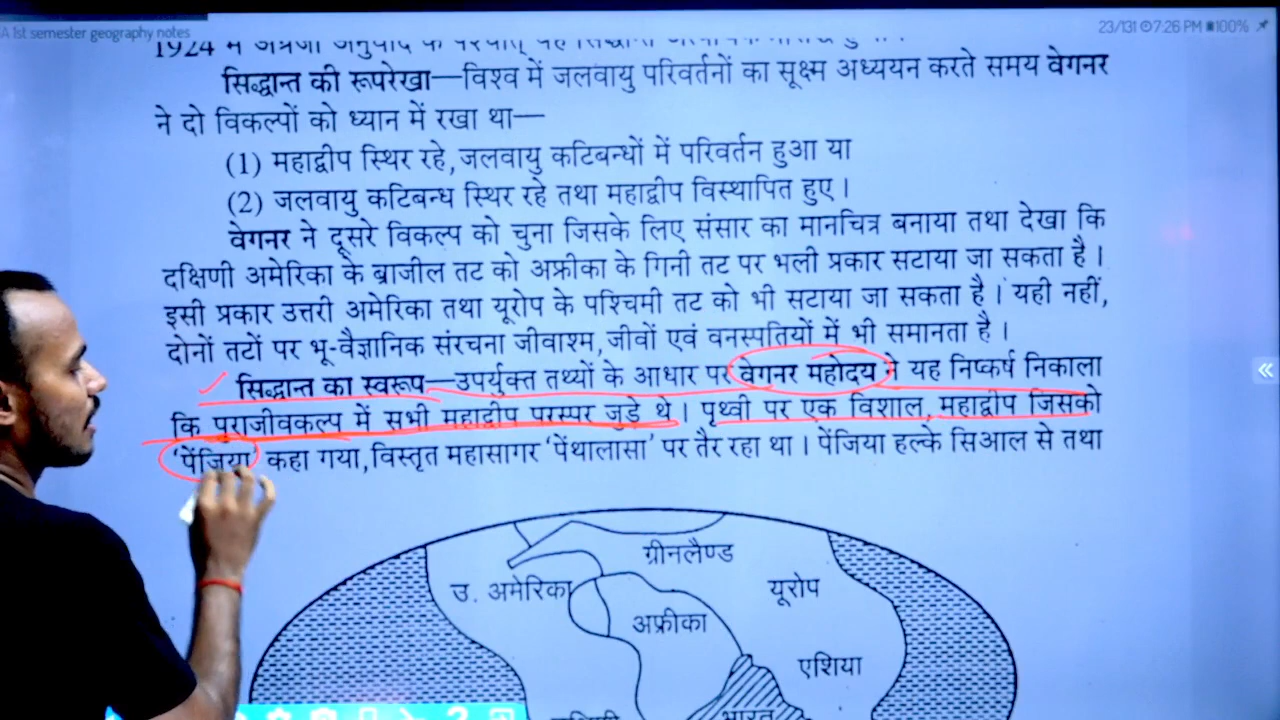 A 1st semester geography notes
23/131 7:26 PM 100%
1924 में अंग्रेजी अनुवाद के पश्चात् यह सिद्धान्त
सिद्धान्त की रूपरेखा—विश्व में जलवायु परिवर्तनों का सूक्ष्म अध्ययन करते समय वेगनर
ने दो विकल्पों को ध्यान में रखा था—
(1) महाद्वीप स्थिर रहे, जलवायु कटिबन्धों में परिवर्तन हुआ या
(2) जलवायु कटिबन्ध स्थिर रहे तथा महाद्वीप विस्थापित हुए।
वेगनर ने दूसरे विकल्प को चुना जिसके लिए संसार का मानचित्र बनाया तथा देखा कि
दक्षिणी अमेरिका के ब्राजील तट को अफ्रीका के गिनी तट पर भली प्रकार सटाया जा सकता है।
इसी प्रकार उत्तरी अमेरिका तथा यूरोप के पश्चिमी तट को भी सटाया जा सकता है। यही नहीं,
दोनों तटों पर भू-वैज्ञानिक संरचना जीवाश्म, जीवों एवं वनस्पतियों में भी समानता है।
सिद्धान्त का स्वरूप—उपर्युक्त तथ्यों के आधार पर वेगनर महोदय ने यह निष्कर्ष निकाला
कि पुराजीवकल्प में सभी महाद्वीप परस्पर जुड़े थे। पृथ्वी पर एक विशाल, महाद्वीप जिसको
'पेंजिया' कहा गया, विस्तृत महासागर 'पेंथालासा' पर तैर रहा था। पेंजिया हल्के सिआल से तथा
ग्रीनलैण्ड
उ. अमेरिका
यूरोप
अफ्रीका
एशिया
भारत